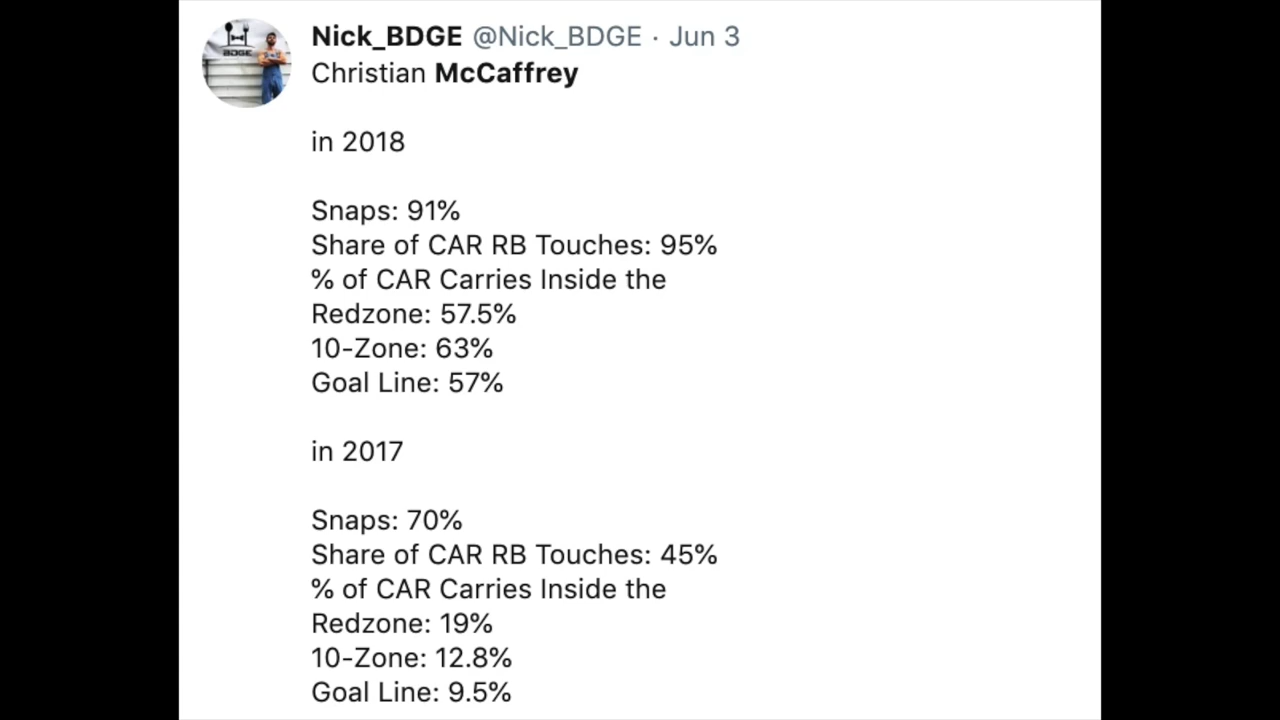 Nick_BDGE @Nick_BDGE · Jun 3
Christian McCaffrey
in 2018
Snaps: 91%
Share of CAR RB Touches: 95%
% of CAR Carries Inside the
Redzone: 57.5%
10-Zone: 63%
Goal Line: 57%
in 2017
Snaps: 70%
Share of CAR RB Touches: 45%
% of CAR Carries Inside the
Redzone: 19%
10-Zone: 12.8%
Goal Line: 9.5%
BDGE